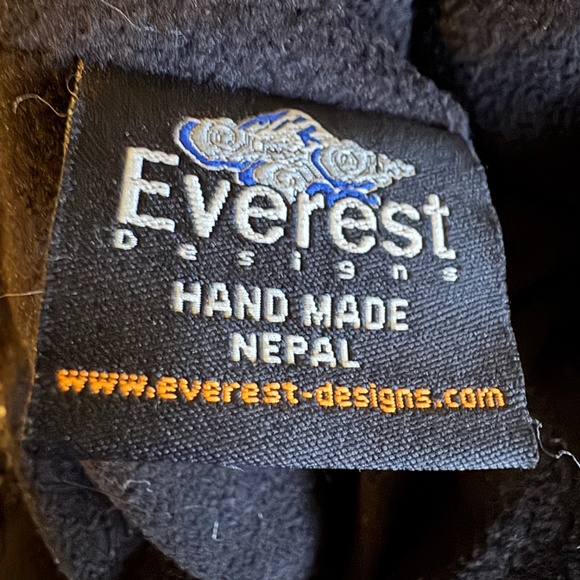 Everest
Designs
HAND MADE
NEPAL
www.everest-designs.com